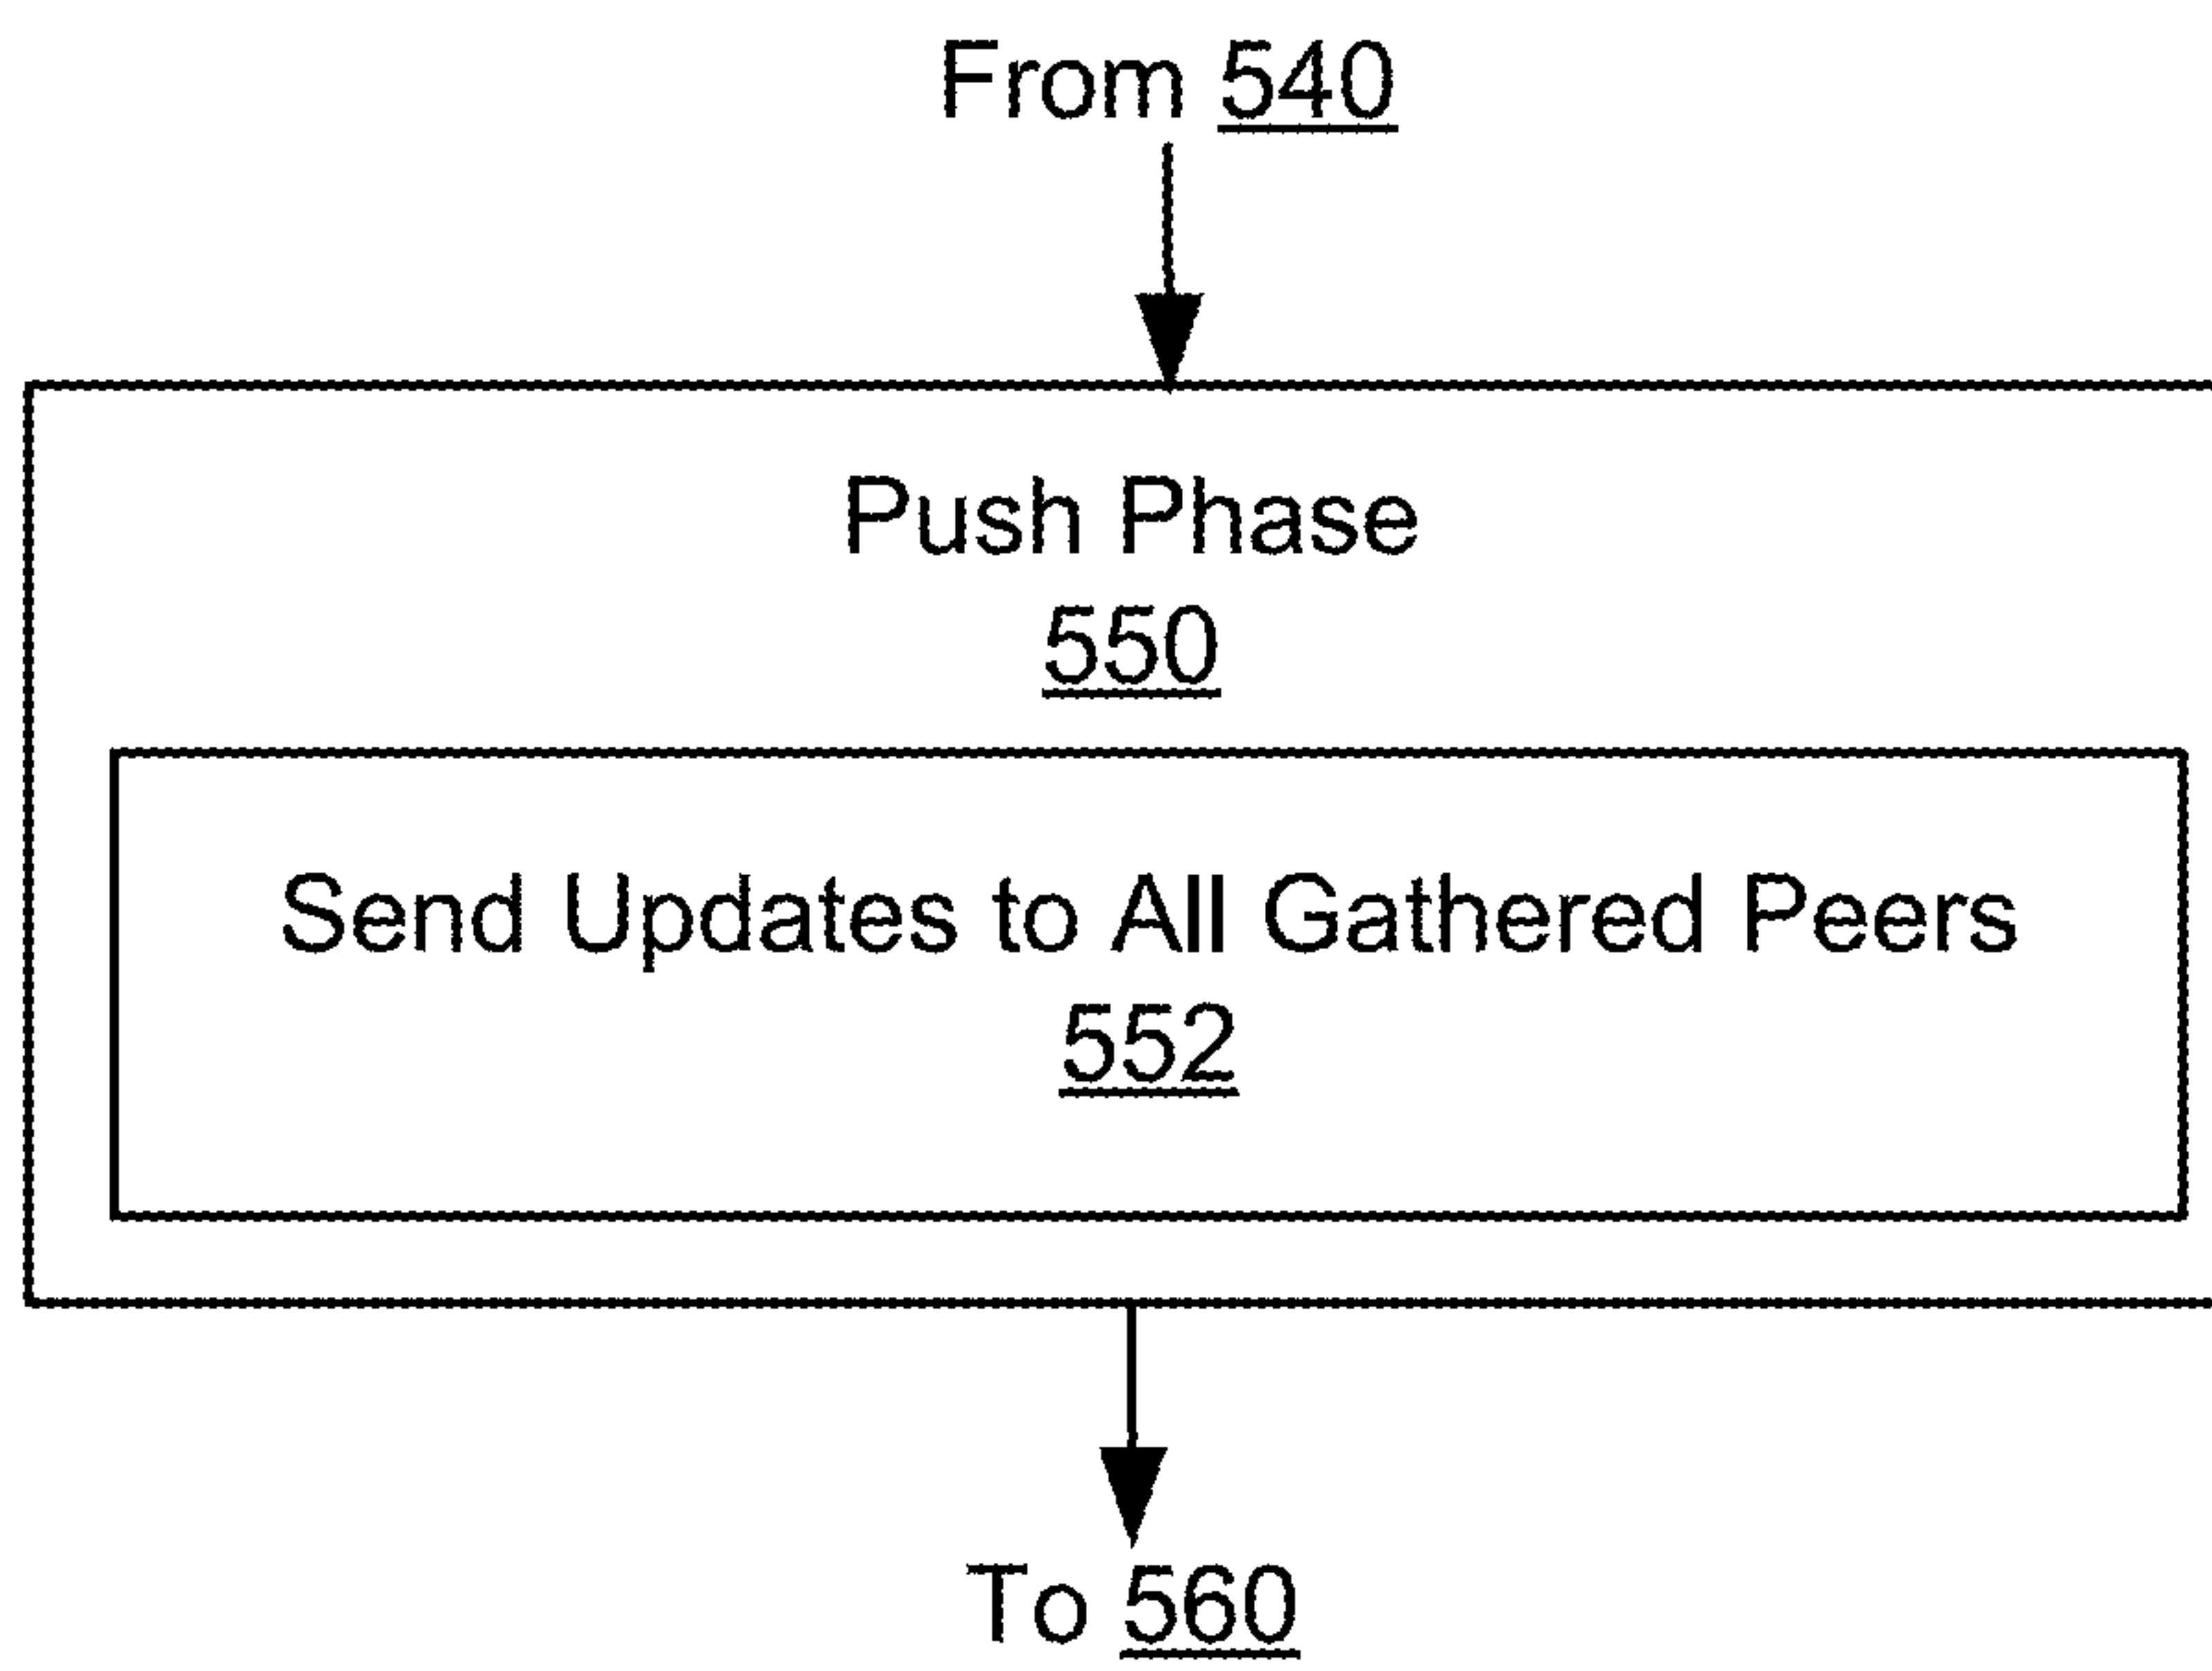 From 540
Push Phase
550
Send Updates to All Gathered Peers
552
To 560